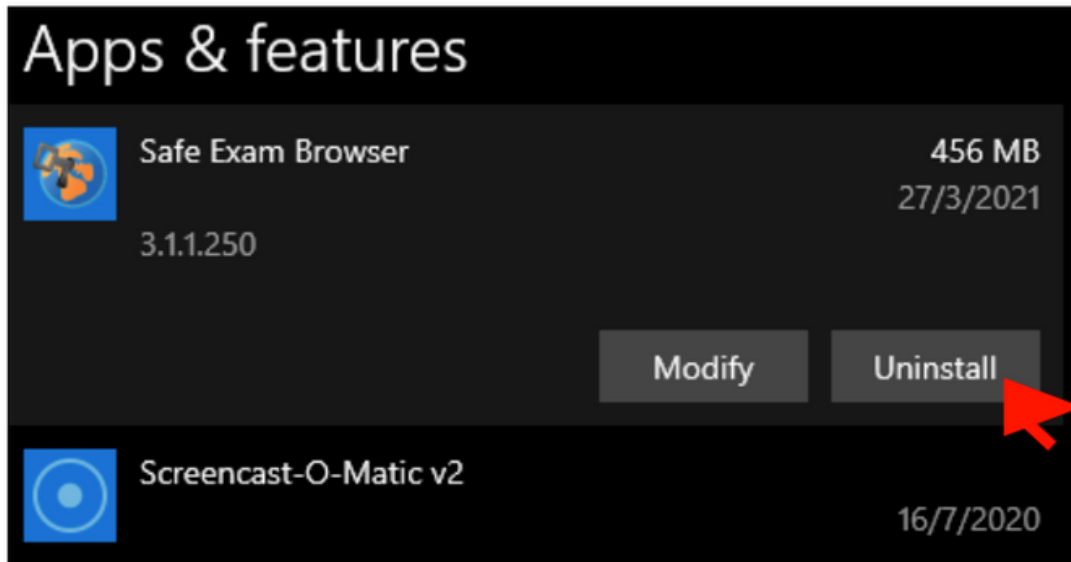 Apps & features
Safe Exam Browser
456 MB
27/3/2021
3.1.1.250
Modify
Uninstall
Screencast-O-Matic v2
16/7/2020